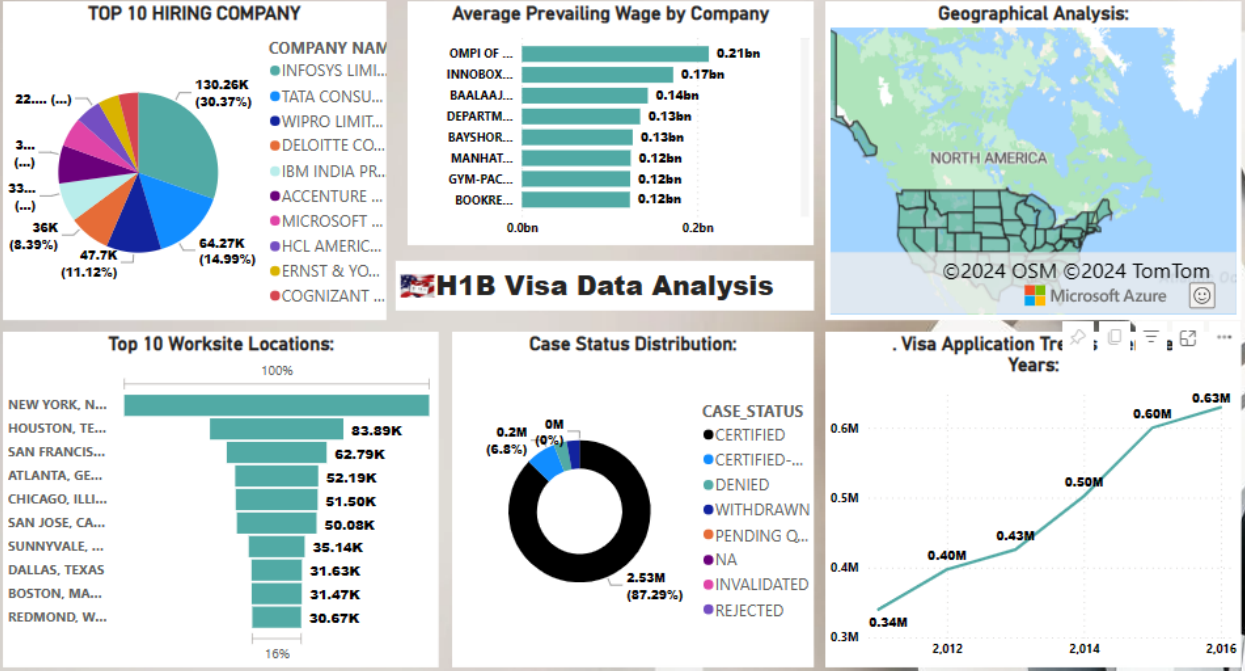 TOP 10 HIRING COMPANY
COMPANY NAM
INFOSYS LIMI...
TATA CONSU...
WIPRO LIMIT...
DELOITTE CO...
IBM INDIA PR...
ACCENTURE ...
MICROSOFT ...
HCL AMERIC...
ERNST & YO...
COGNIZANT ...
130.26K
(30.37%)
64.27K
(14.99%)
47.7K
(11.12%)
36K
(8.39%)
33...
(...)
3...
(...)
22.... (...)
Average Prevailing Wage by Company
OMPI OF ... 0.21bn
INNOBOX... 0.17bn
BAALAAJ... 0.14bn
DEPARTM... 0.13bn
BAYSHOR... 0.13bn
MANHAT... 0.12bn
GYM-PAC... 0.12bn
BOOKRE... 0.12bn
0.0bn 0.2bn
H1B Visa Data Analysis
Geographical Analysis:
NORTH AMERICA
©2024 OSM ©2024 TomTom
Microsoft Azure
Top 10 Worksite Locations:
100%
NEW YORK, N...
HOUSTON, TE... 83.89K
SAN FRANCIS... 62.79K
ATLANTA, GE... 52.19K
CHICAGO, ILLI... 51.50K
SAN JOSE, CA... 50.08K
SUNNYVALE, ... 35.14K
DALLAS, TEXAS 31.63K
BOSTON, MA... 31.47K
REDMOND, W... 30.67K
16%
Case Status Distribution:
0M
(0%)
0.2M
(6.8%)
2.53M
(87.29%)
CASE_STATUS
CERTIFIED
CERTIFIED-...
DENIED
WITHDRAWN
PENDING Q...
NA
INVALIDATED
REJECTED
. Visa Application Tre
Years:
0.63M
0.60M
0.6M
0.50M
0.5M
0.43M
0.40M
0.4M
0.34M
0.3M
2,012 2,014 2,016